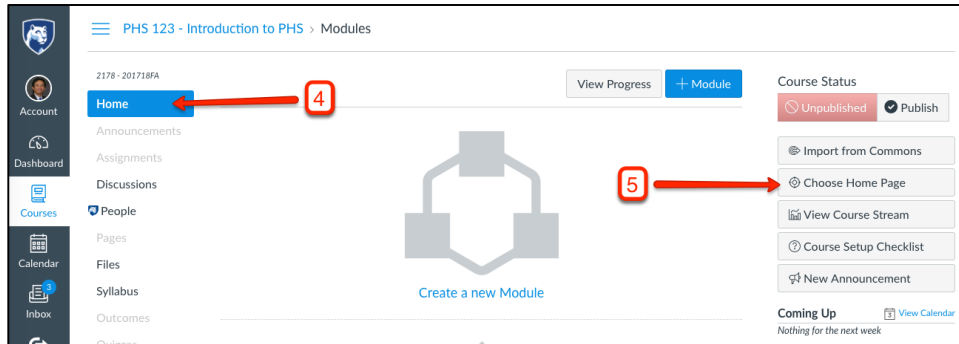 PHS 123 - Introduction to PHS > Modules
Account
Dashboard
Courses
Calendar
3
Inbox
2178 - 201718FA
Home
Announcements
Assignments
Discussions
People
Pages
Files
Syllabus
Outcomes
4
View Progress
+ Module
Create a new Module
5
Course Status
Unpublished
Publish
Import from Commons
Choose Home Page
View Course Stream
Course Setup Checklist
New Announcement
Coming Up
View Calendar
Nothing for the next week